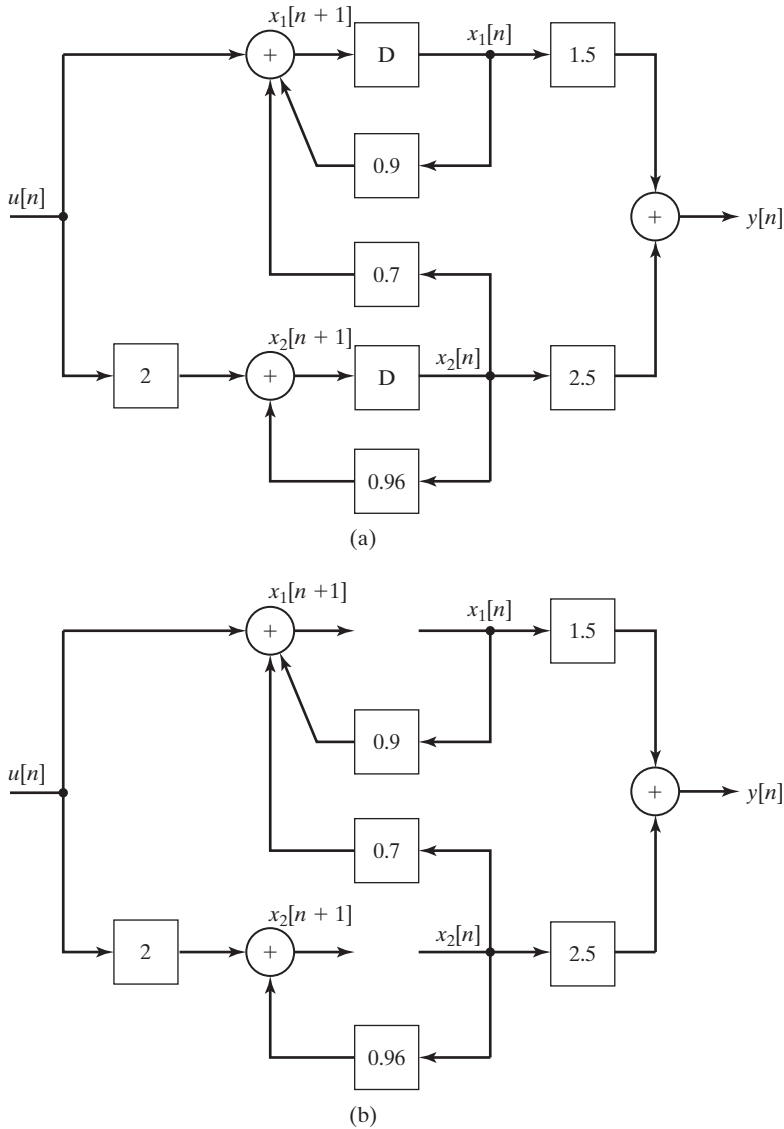 x₁[n + 1]
x₁[n]
+
D
1.5
0.9
u[n]
+
y[n]
0.7
x₂[n + 1]
x₂[n]
2
+
D
2.5
0.96
(a)
x₁[n +1]
x₁[n]
+
1.5
0.9
u[n]
+
y[n]
0.7
x₂[n + 1]
x₂[n]
2
+
2.5
0.96
(b)